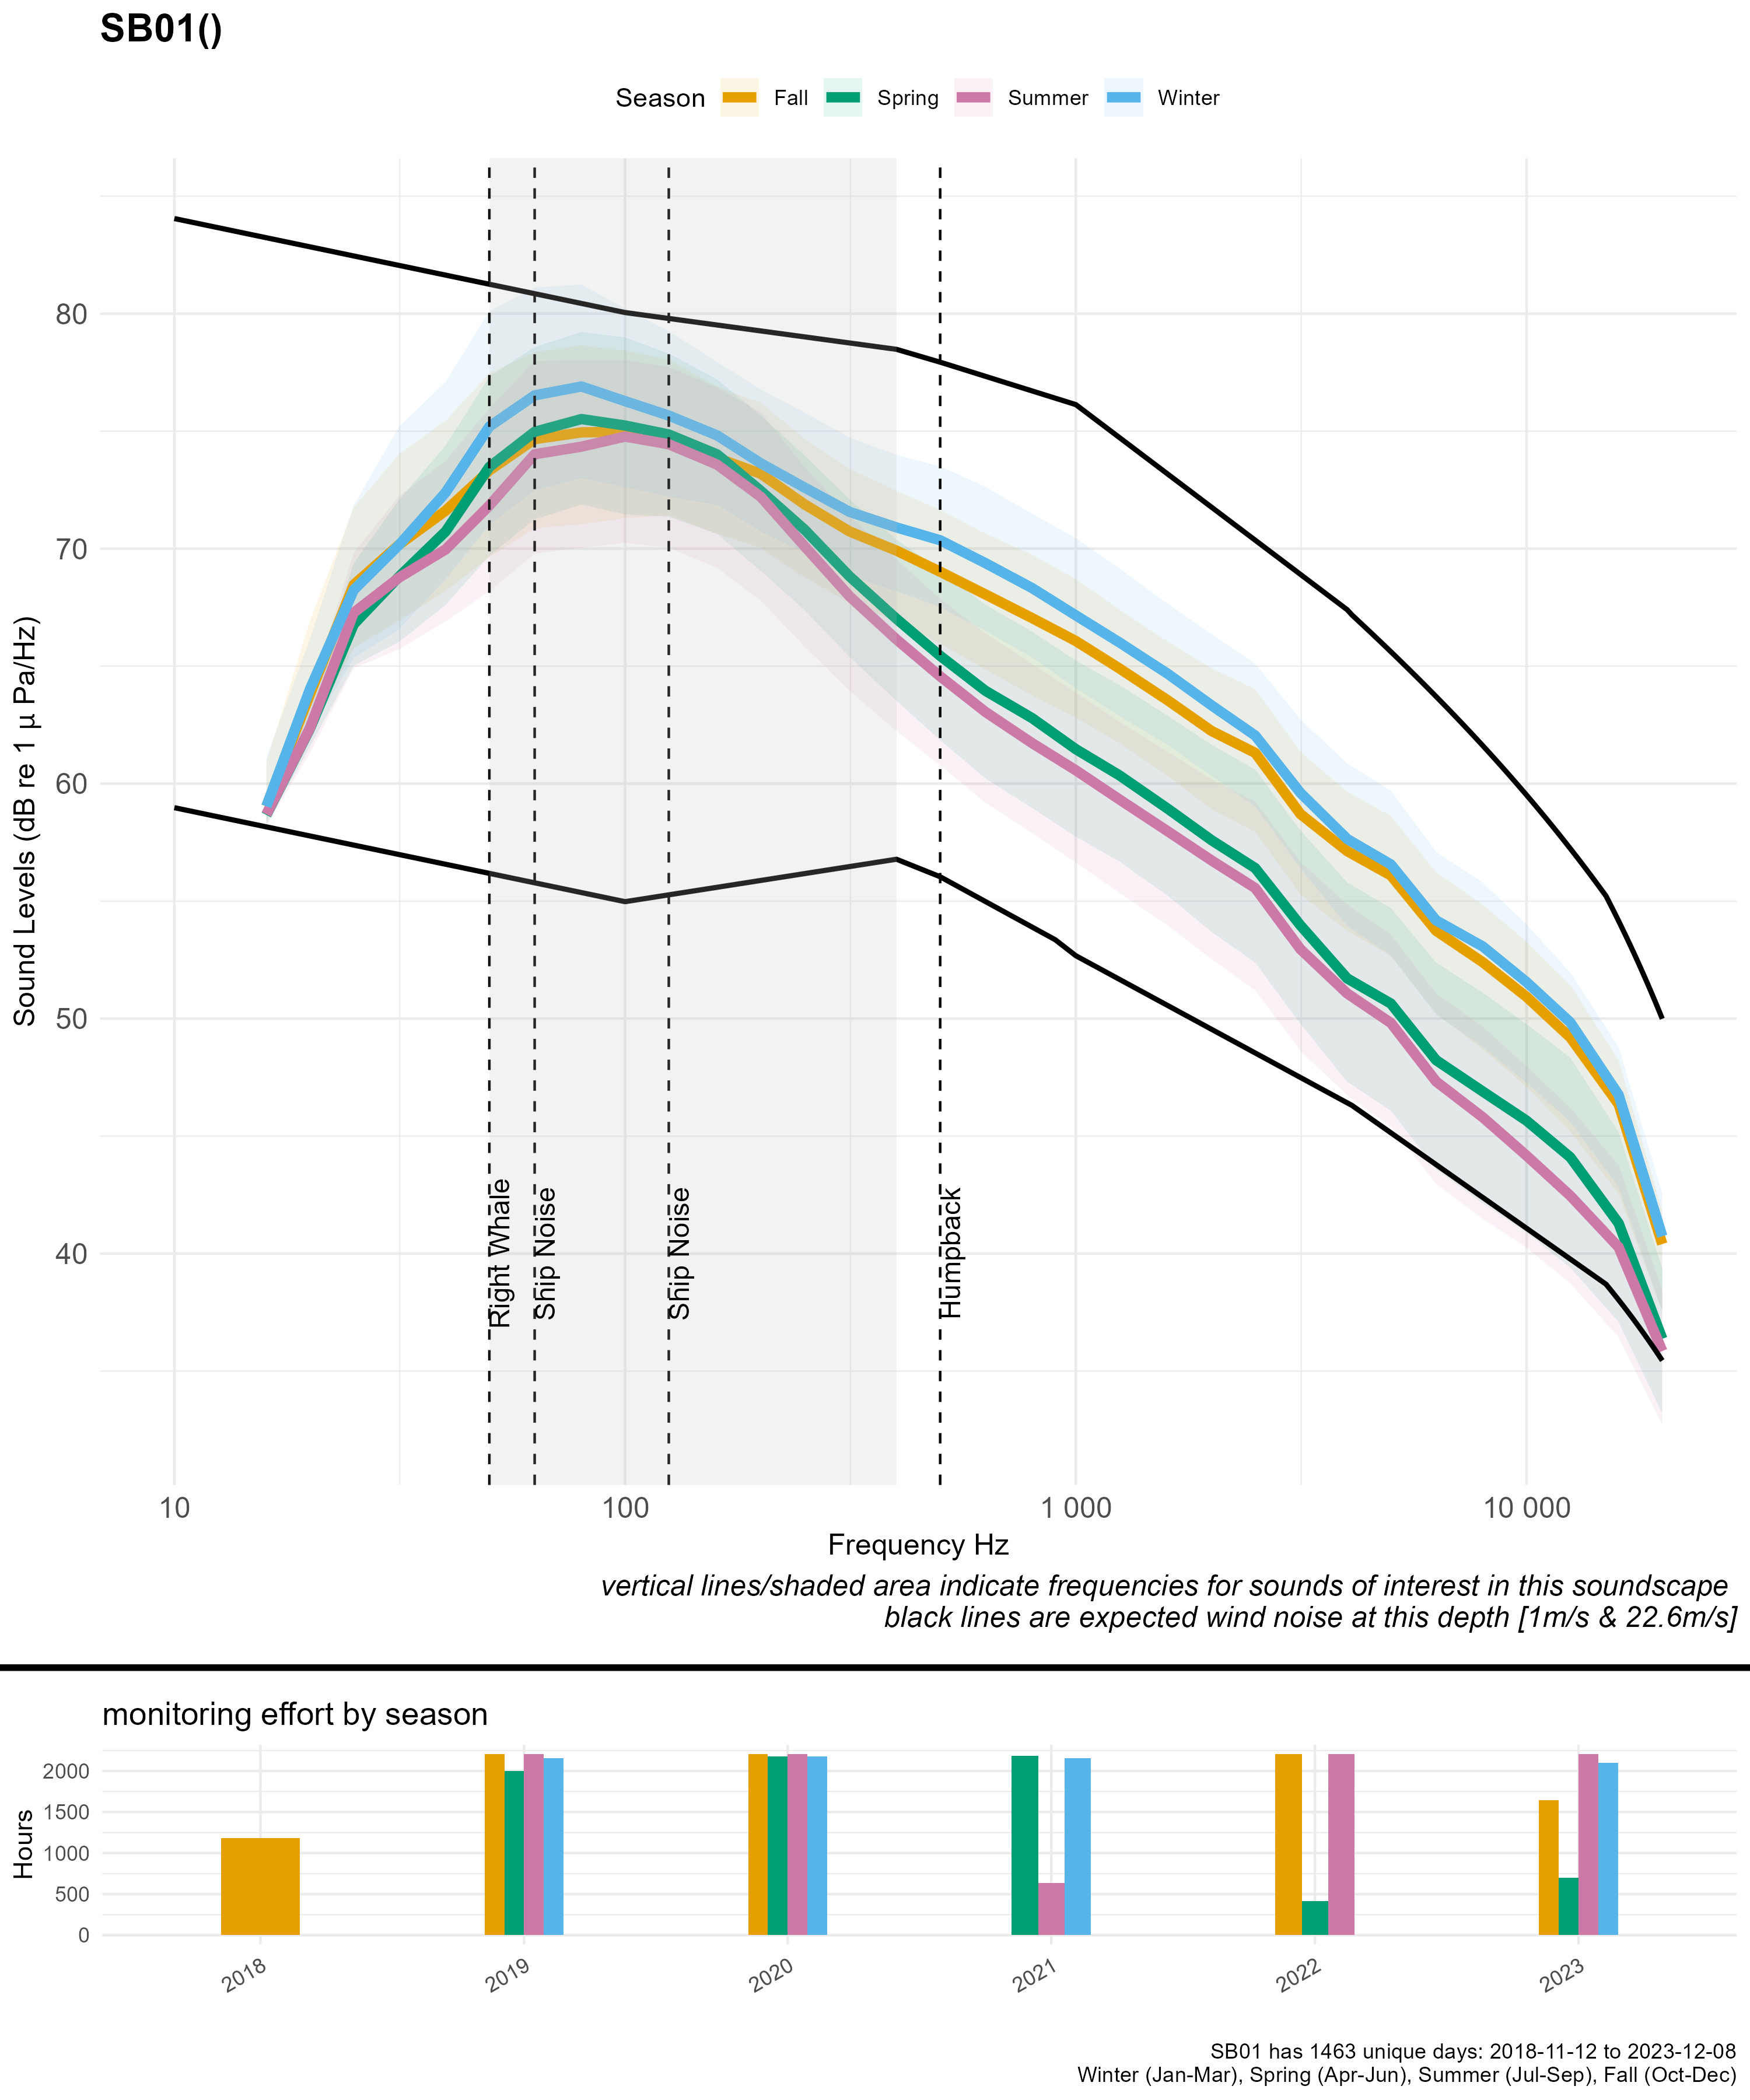 SB01()
Season Fall Spring Summer Winter
Sound Levels (dB re 1 µ Pa/Hz)
80
70
60
50
40
Right Whale
Ship Noise
Ship Noise
Humpback
10 100 1 000 10 000
Frequency Hz
vertical lines/shaded area indicate frequencies for sounds of interest in this soundscape
black lines are expected wind noise at this depth [1m/s & 22.6m/s]
monitoring effort by season
Hours
2000
1500
1000
500
0
2018 2019 2020 2021 2022 2023
SB01 has 1463 unique days: 2018-11-12 to 2023-12-08
Winter (Jan-Mar), Spring (Apr-Jun), Summer (Jul-Sep), Fall (Oct-Dec)